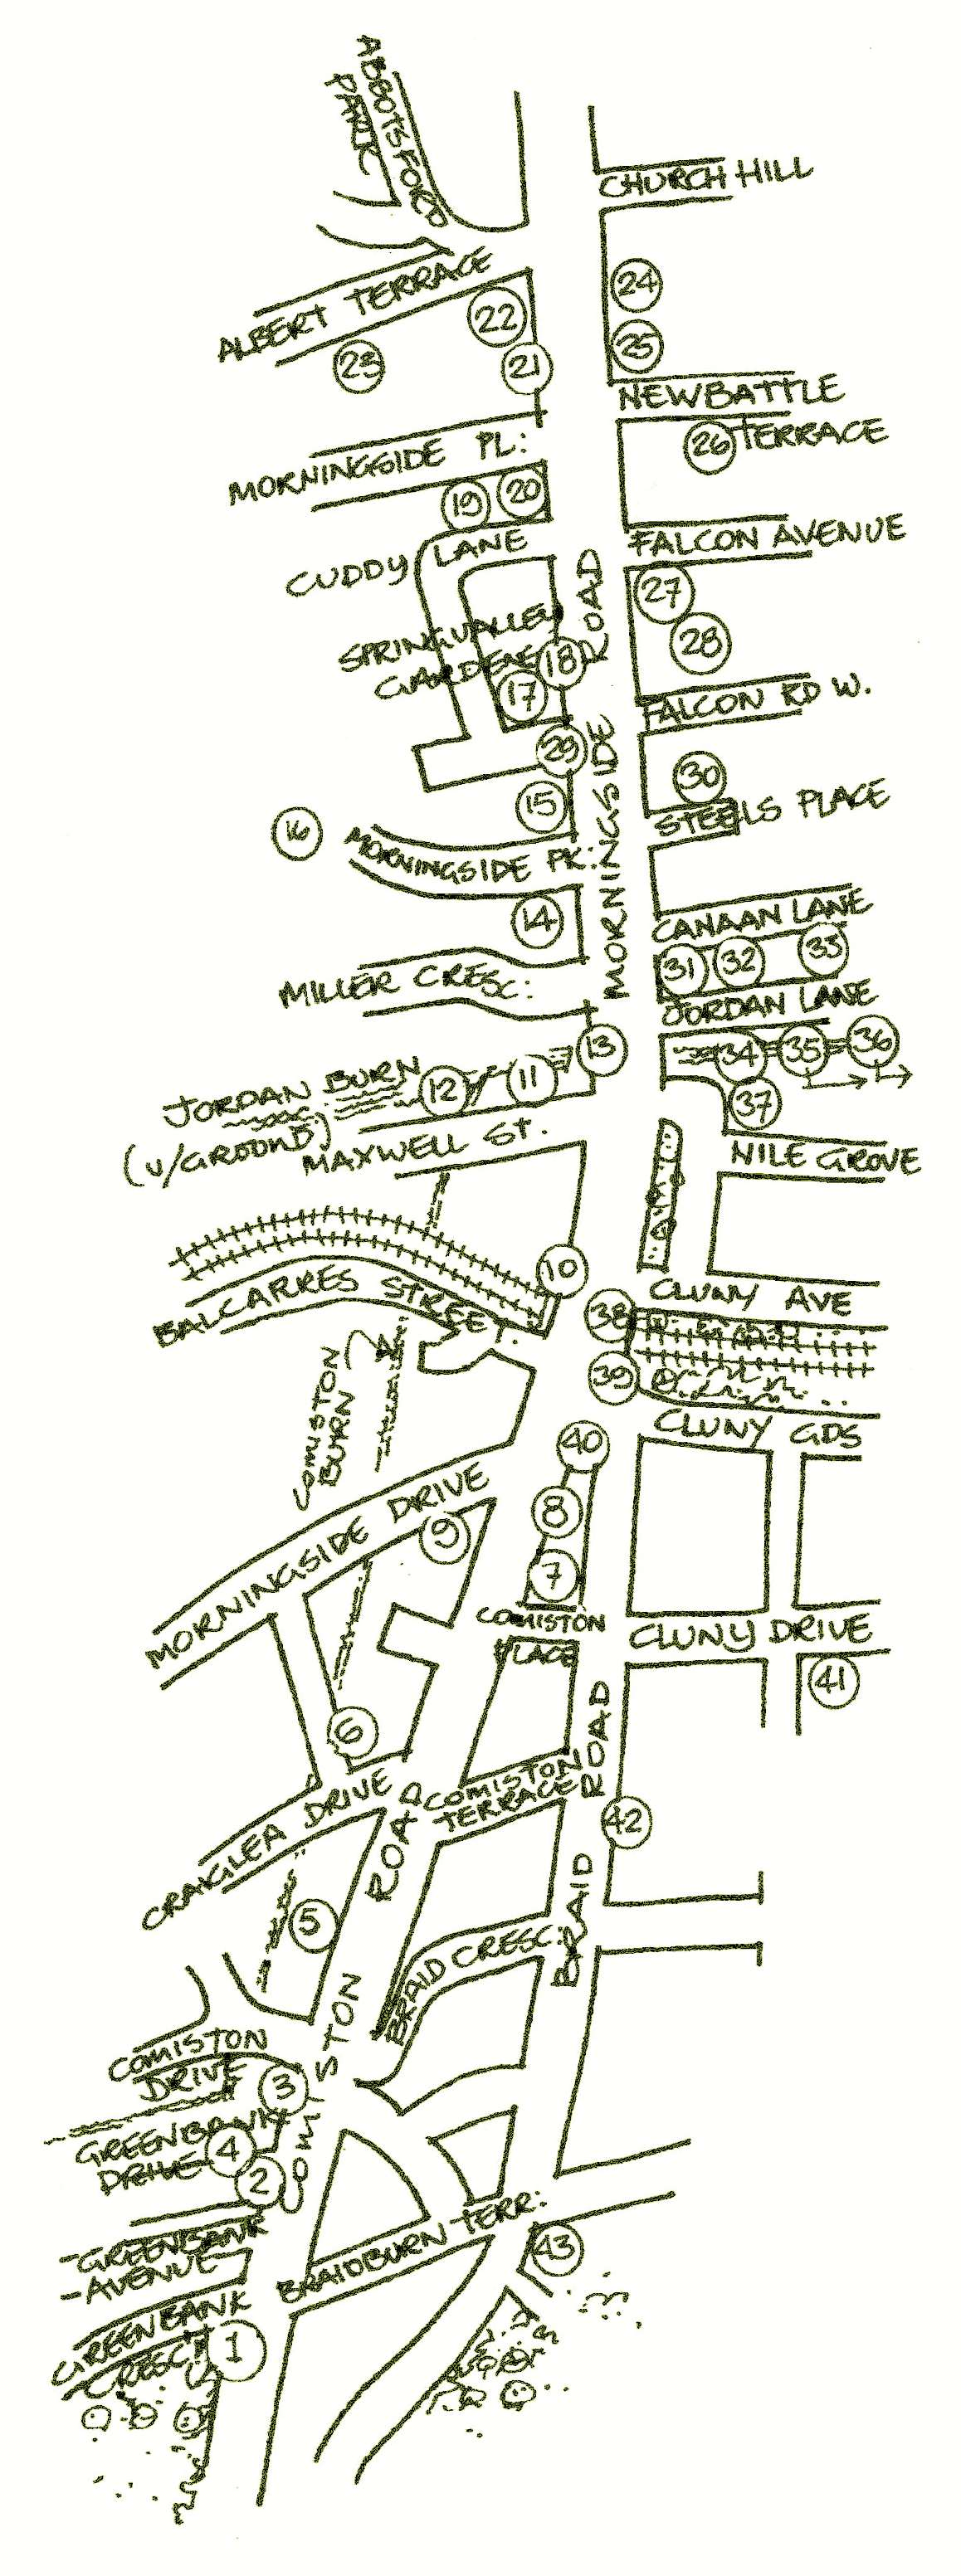 ABBOTSFORD
PARK
CHURCH HILL
ALBERT TERRACE
24
22
25
23
21
NEWBATTLE
TERRACE
26
MORNINGSIDE PL:
19
20
FALCON AVENUE
CUDDY LANE
27
28
SPRINGVALLEY
GARDENS
18
17
FALCON RD W.
29
30
15
STEELS PLACE
16
MORNINGSIDE PK:
MORNINGSIDE ROAD
14
CANAAN LANE
31
32
33
MILLER CRESC:
JORDAN LANE
13
34
35
36
JORDAN BURN
(U/GROUND)
12
11
37
MAXWELL ST.
NILE GROVE
10
BALCARRES STREET
CLUNY AVE
38
39
COMISTON
BURN
CLUNY GDS
40
MORNINGSIDE DRIVE
9
8
7
COMISTON
PLACE
CLUNY DRIVE
41
6
COMISTON
TERRACE
CRAIGLEA DRIVE
42
5
BRAID ROAD
BRAID CRESC:
COMISTON ROAD
COMISTON
DRIVE
3
GREENBANK
DRIVE
4
2
GREENBANK
AVENUE
BRAIDBURN TERR:
43
GREENBANK
CRESC:
1